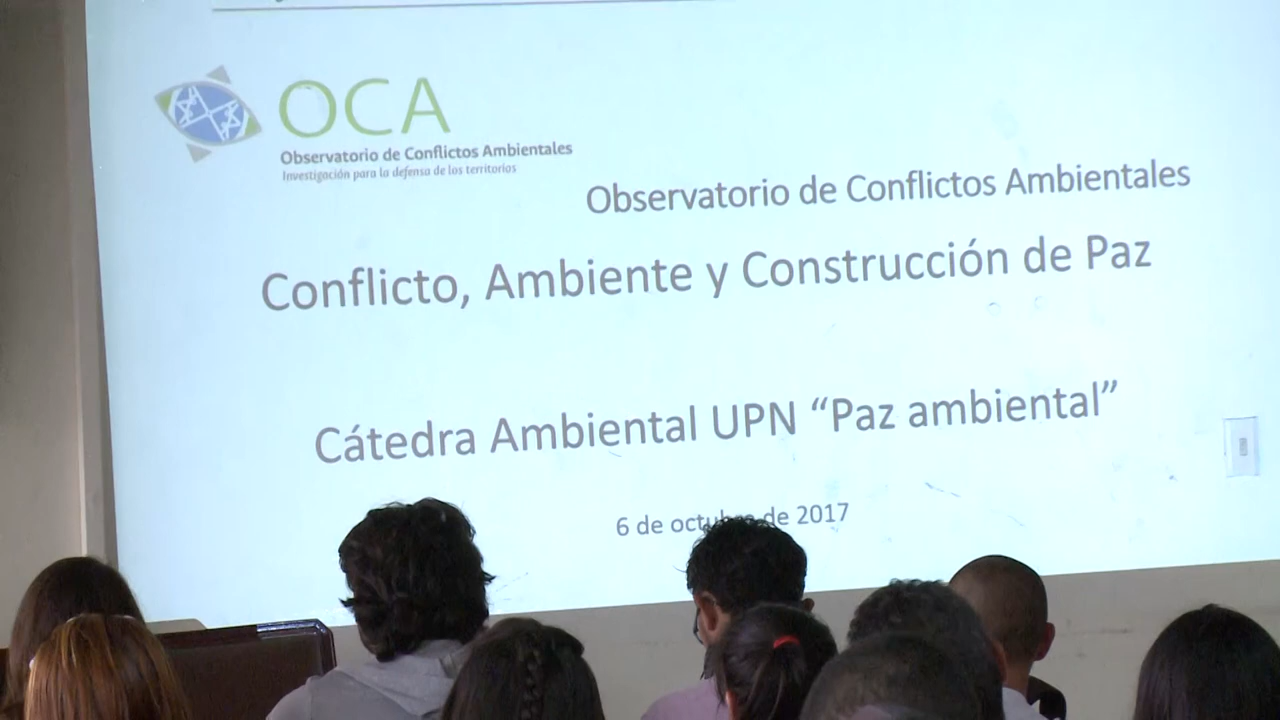 OCA
Observatorio de Conflictos Ambientales
Investigación para la defensa de los territorios
Observatorio de Conflictos Ambientales
Conflicto, Ambiente y Construcción de Paz
Cátedra Ambiental UPN “Paz ambiental”
6 de octubre de 2017